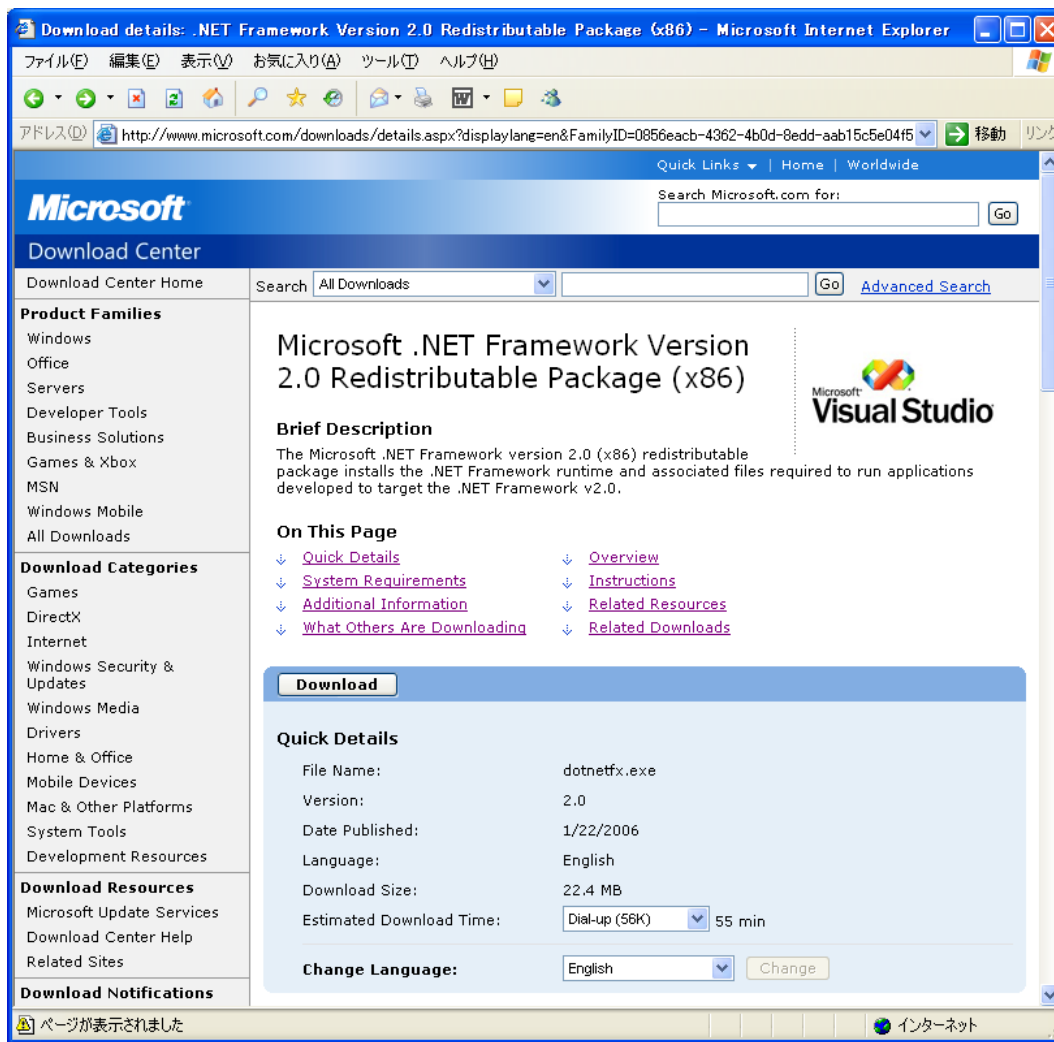 Download details: .NET Framework Version 2.0 Redistributable Package (x86) - Microsoft Internet Explorer
ファイル(F) 編集(E) 表示(V) お気に入り(A) ツール(T) ヘルプ(H)
アドレス(D) http://www.microsoft.com/downloads/details.aspx?displaylang=en&FamilyID=0856eacb-4362-4b0d-8edd-aab15c5e04f5 移動
Quick Links | Home | Worldwide
Microsoft
Search Microsoft.com for:
Go
Download Center
Download Center Home
Search All Downloads Go Advanced Search
Product Families
Windows
Office
Servers
Developer Tools
Business Solutions
Games & Xbox
MSN
Windows Mobile
All Downloads
Download Categories
Games
DirectX
Internet
Windows Security &
Updates
Windows Media
Drivers
Home & Office
Mobile Devices
Mac & Other Platforms
System Tools
Development Resources
Download Resources
Microsoft Update Services
Download Center Help
Related Sites
Download Notifications
Microsoft .NET Framework Version
2.0 Redistributable Package (x86)
Microsoft
Visual Studio
Brief Description
The Microsoft .NET Framework version 2.0 (x86) redistributable
package installs the .NET Framework runtime and associated files required to run applications
developed to target the .NET Framework v2.0.
On This Page
Quick Details Overview
System Requirements Instructions
Additional Information Related Resources
What Others Are Downloading Related Downloads
Download
Quick Details
File Name: dotnetfx.exe
Version: 2.0
Date Published: 1/22/2006
Language: English
Download Size: 22.4 MB
Estimated Download Time: Dial-up (56K) 55 min
Change Language: English Change
ページが表示されました インターネット